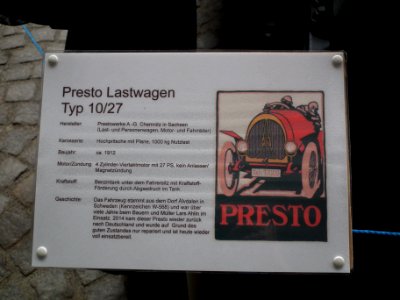 Presto Lastwagen
Typ 10/27
Hersteller: Prestowerke A.-G. Chemnitz in Sachsen
(Last- und Personenwagen, Motor- und Fahrräder)
Karosserie: Hochpritsche mit Plane, 1000 kg Nutzlast
Baujahr: ca. 1912
Motor/Zündung: 4 Zylinder-Viertaktmotor mit 27 PS, kein Anlasser/
Magnetzündung
Kraftstoff: Benzintank unter dem Fahrersitz mit Kraftstoff-
Förderung durch Abgasdruck im Tank
Geschichte: Das Fahrzeug stammt aus dem Dorf Älvdalen in
Schweden (Kennzeichen W-568) und war über
viele Jahre beim Bauern und Müller Lars Ahlin im
Einsatz. 2014 kam dieser Presto wieder zurück
nach Deutschland und wurde auf Grund des
guten Zustandes nur repariert und ist heute wieder
voll einsatzbereit.
PRESTO